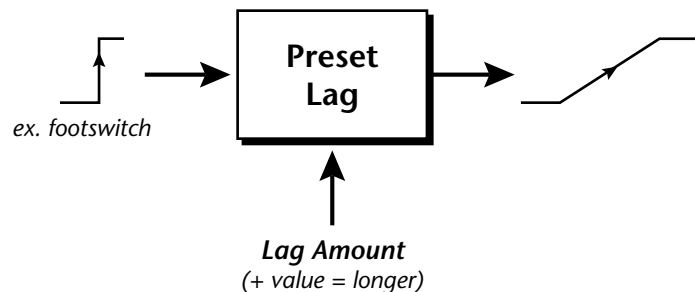 Preset
Lag
ex. footswitch
Lag Amount
(+ value = longer)